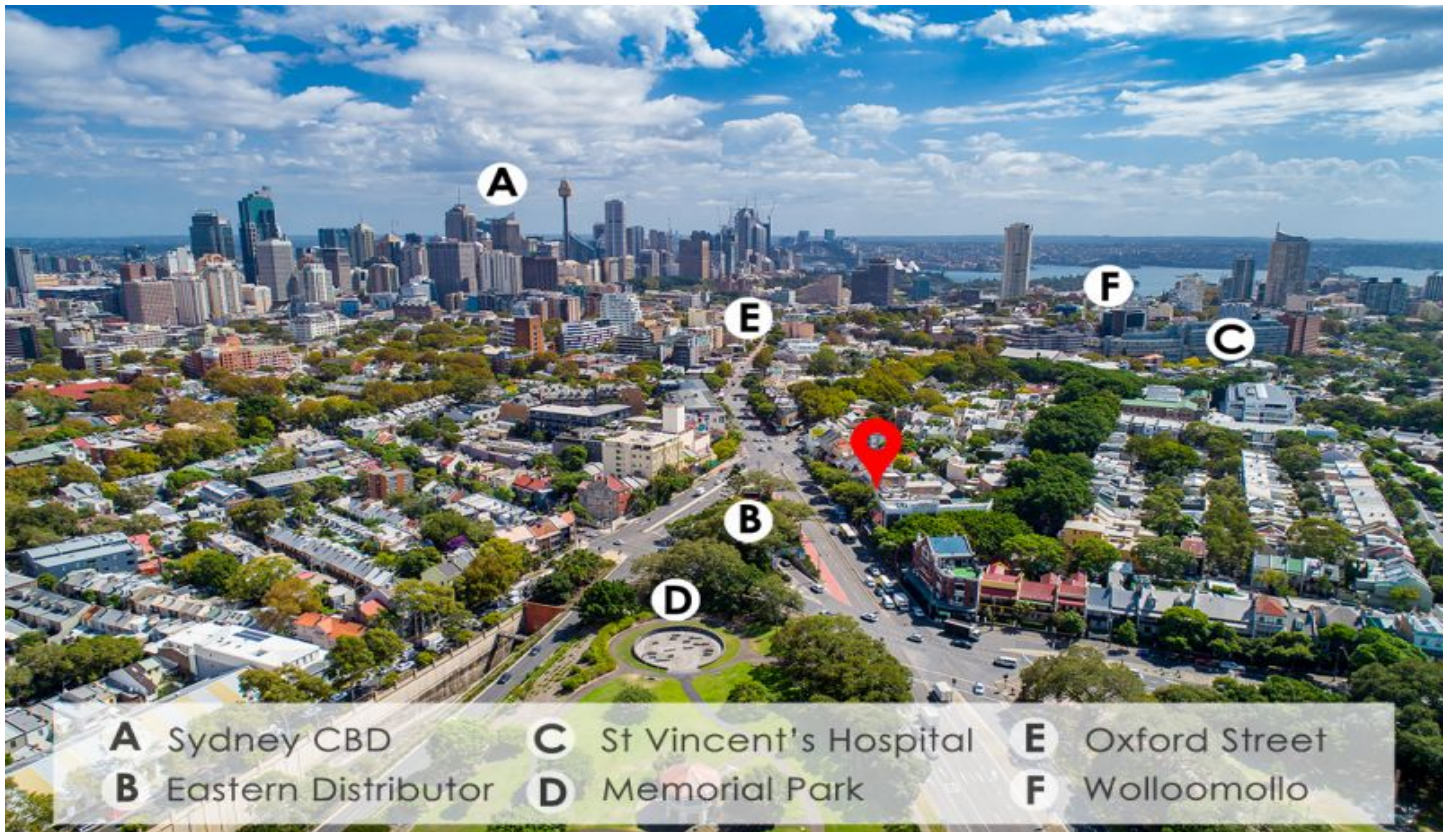 A
F
E
C
B
D
A Sydney CBD C St Vincent's Hospital E Oxford Street
B Eastern Distributor D Memorial Park F Wolloomollo